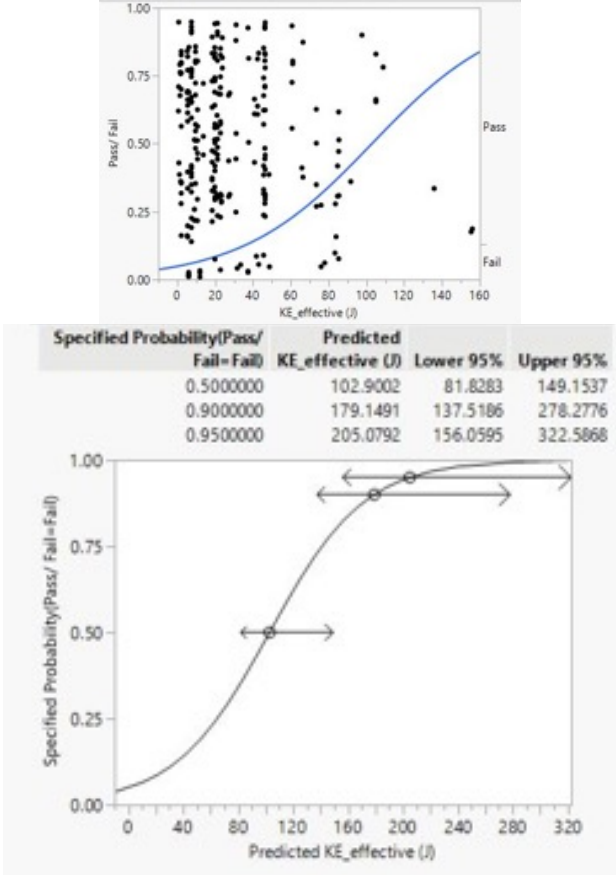 1.00
0.75
0.50
0.25
0.00
Pass/ Fail
Pass
Fail
0 20 40 60 80 100 120 140 160
KE_effective (J)
Specified Probability(Pass/ Predicted
Fail=Fail) KE_effective (J) Lower 95% Upper 95%
0.5000000 102.9002 81.8283 149.1537
0.9000000 179.1491 137.5186 278.2776
0.9500000 205.0792 156.0595 322.5868
1.00
0.75
0.50
0.25
0.00
Specified Probability(Pass/ Fail=Fail)
0 40 80 120 160 200 240 280 320
Predicted KE_effective (J)